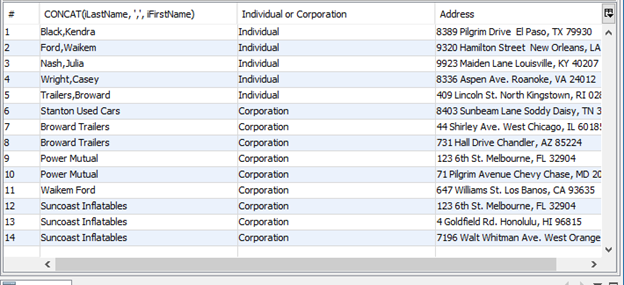 # CONCAT(iLastName, ',', iFirstName) Individual or Corporation Address
1 Black,Kendra Individual 8389 Pilgrim Drive El Paso, TX 79930
2 Ford,Waikem Individual 9320 Hamilton Street New Orleans, LA
3 Nash,Julia Individual 9923 Maiden Lane Louisville, KY 40207
4 Wright,Casey Individual 8336 Aspen Ave. Roanoke, VA 24012
5 Trailers,Broward Individual 409 Lincoln St. North Kingstown, RI 028
6 Stanton Used Cars Corporation 8403 Sunbeam Lane Soddy Daisy, TN 3
7 Broward Trailers Corporation 44 Shirley Ave. West Chicago, IL 60185
8 Broward Trailers Corporation 731 Hall Drive Chandler, AZ 85224
9 Power Mutual Corporation 123 6th St. Melbourne, FL 32904
10 Power Mutual Corporation 71 Pilgrim Avenue Chevy Chase, MD 20
11 Waikem Ford Corporation 647 Williams St. Los Banos, CA 93635
12 Suncoast Inflatables Corporation 123 6th St. Melbourne, FL 32904
13 Suncoast Inflatables Corporation 4 Goldfield Rd. Honolulu, HI 96815
14 Suncoast Inflatables Corporation 7196 Walt Whitman Ave. West Orange